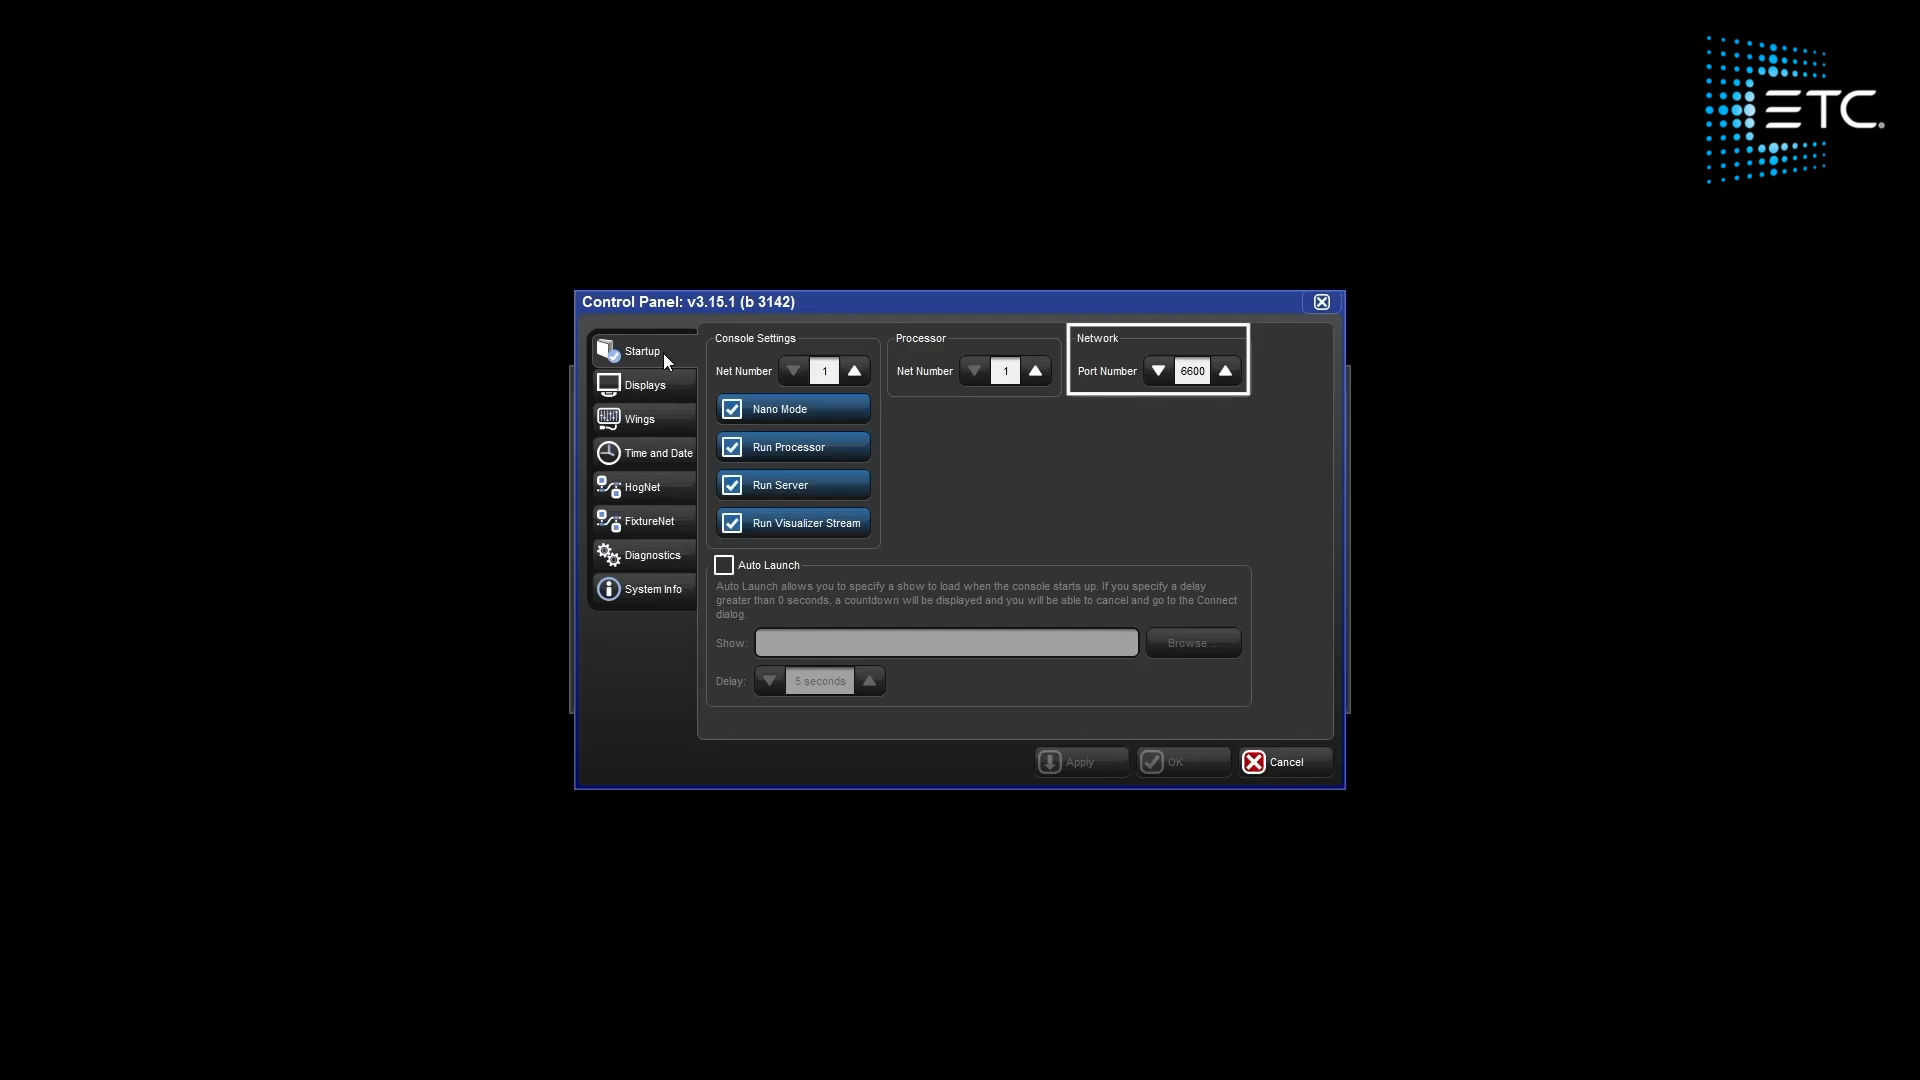 ETC®
Control Panel: v3.15.1 (b 3142)
Startup
Displays
Wings
Time and Date
HogNet
FixtureNet
Diagnostics
System Info
Console Settings
Net Number 1
Nano Mode
Run Processor
Run Server
Run Visualizer Stream
Processor
Net Number 1
Network
Port Number 6600
Auto Launch
Auto Launch allows you to specify a show to load when the console starts up. If you specify a delay
greater than 0 seconds, a countdown will be displayed and you will be able to cancel and go to the Connect
dialog.
Show: Browse...
Delay: 5 seconds
Apply OK Cancel